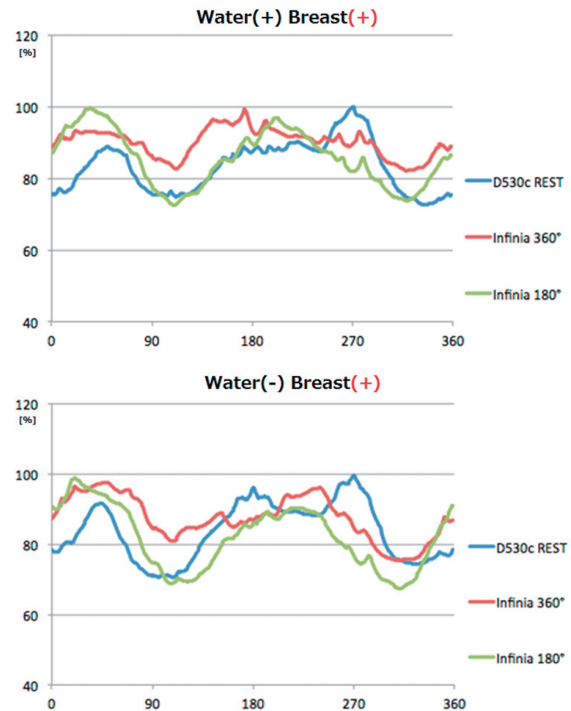 Water(+) Breast(+)
120
[%]
100
80
60
40
0 90 180 270 360
D530c REST
Infinia 360°
Infinia 180°
Water(-) Breast(+)
120
[%]
100
80
60
40
0 90 180 270 360
D530c REST
Infinia 360°
Infinia 180°